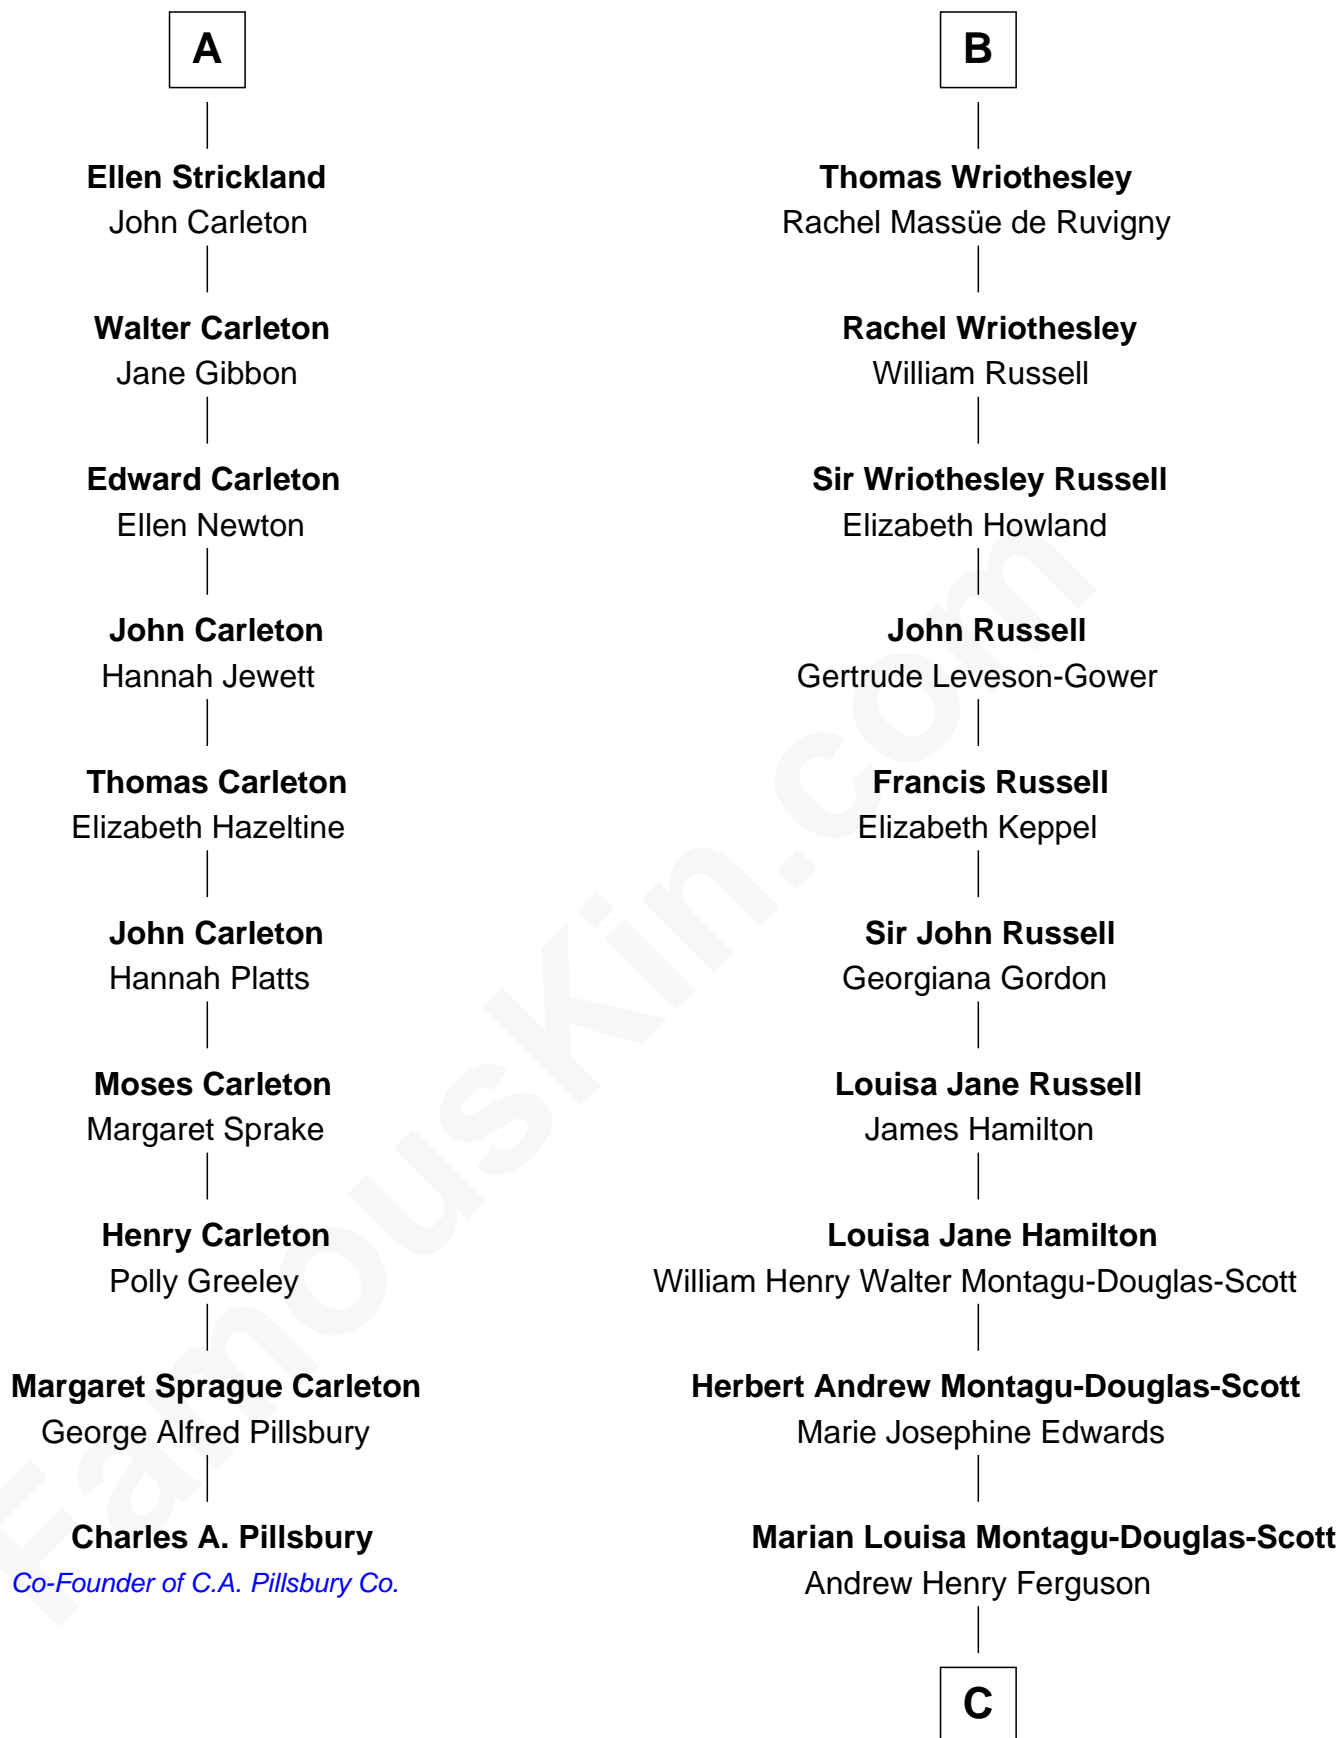 A
Ellen Strickland
John Carleton
Walter Carleton
Jane Gibbon
Edward Carleton
Ellen Newton
John Carleton
Hannah Jewett
Thomas Carleton
Elizabeth Hazeltine
John Carleton
Hannah Platts
Moses Carleton
Margaret Sprake
Henry Carleton
Polly Greeley
Margaret Sprague Carleton
George Alfred Pillsbury
Charles A. Pillsbury
Co-Founder of C.A. Pillsbury Co.
B
Thomas Wriothesley
Rachel Massüe de Ruvigny
Rachel Wriothesley
William Russell
Sir Wriothesley Russell
Elizabeth Howland
John Russell
Gertrude Leveson-Gower
Francis Russell
Elizabeth Keppel
Sir John Russell
Georgiana Gordon
Louisa Jane Russell
James Hamilton
Louisa Jane Hamilton
William Henry Walter Montagu-Douglas-Scott
Herbert Andrew Montagu-Douglas-Scott
Marie Josephine Edwards
Marian Louisa Montagu-Douglas-Scott
Andrew Henry Ferguson
C
FamousKin.com